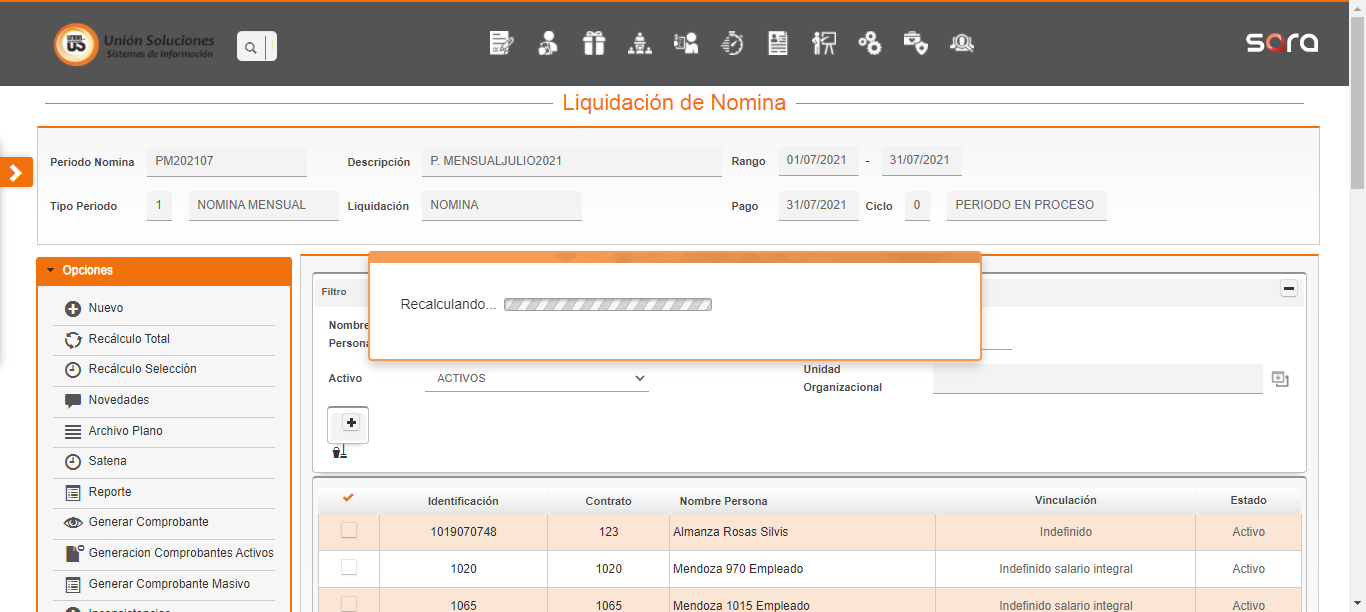 Unión Soluciones
Sistemas de Información
sara
Liquidación de Nomina
Periodo Nomina PM202107 Descripción P. MENSUALJULIO2021 Rango 01/07/2021 - 31/07/2021
Tipo Periodo 1 NOMINA MENSUAL Liquidación NOMINA Pago 31/07/2021 Ciclo 0 PERIODO EN PROCESO
Opciones
Nuevo
Recálculo Total
Recálculo Selección
Novedades
Archivo Plano
Satena
Reporte
Generar Comprobante
Generacion Comprobantes Activos
Generar Comprobante Masivo
Recalculando...
Filtro
Nombre
Persona
Activo ACTIVOS
Unidad
Organizacional
Identificación Contrato Nombre Persona Vinculación Estado
1019070748 123 Almanza Rosas Silvis Indefinido Activo
1020 1020 Mendoza 970 Empleado Indefinido salario integral Activo
1065 1065 Mendoza 1015 Empleado Indefinido salario integral Activo